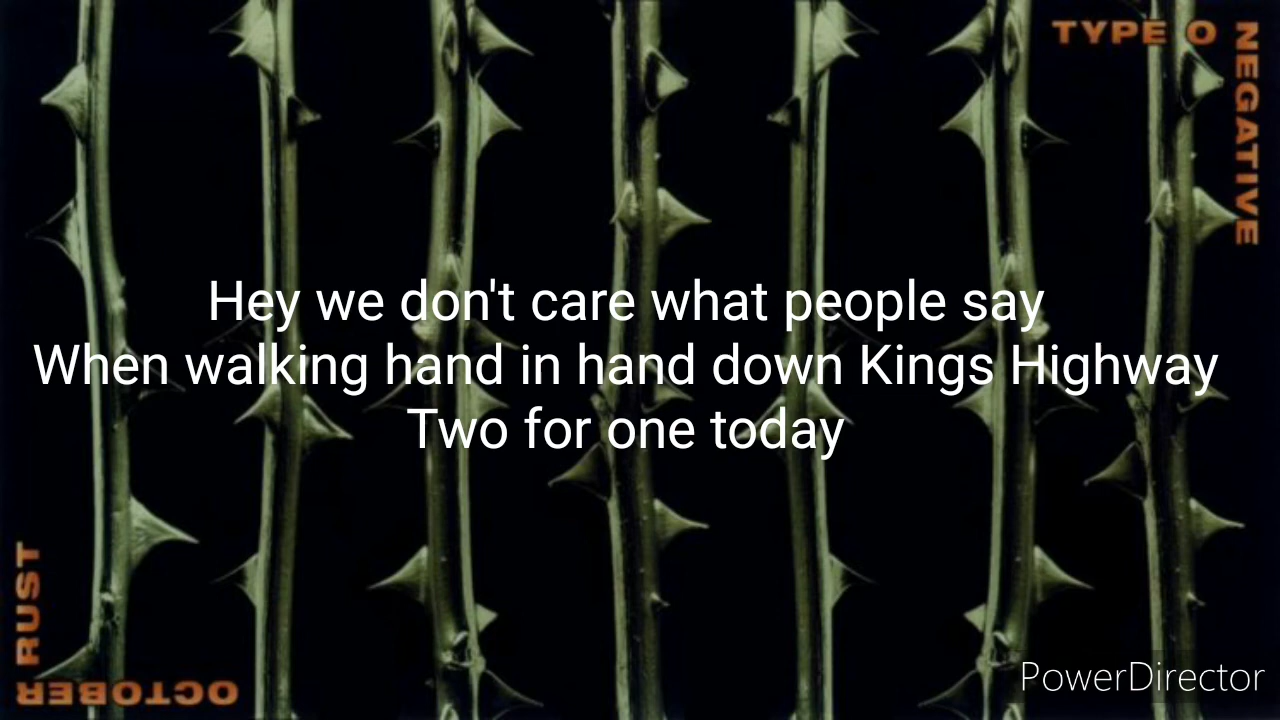 TYPE O NEGATIVE
Hey we don't care what people say
When walking hand in hand down Kings Highway
Two for one today
OCTOBER RUST
PowerDirector